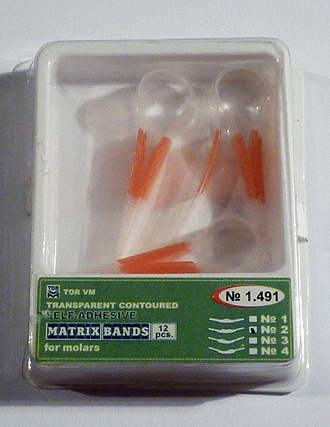 TOR VM
№ 1.491
TRANSPARENT CONTOURED
SELF-ADHESIVE
MATRIX BANDS 12 pcs.
for molars
№ 1
№ 2
№ 3
№ 4